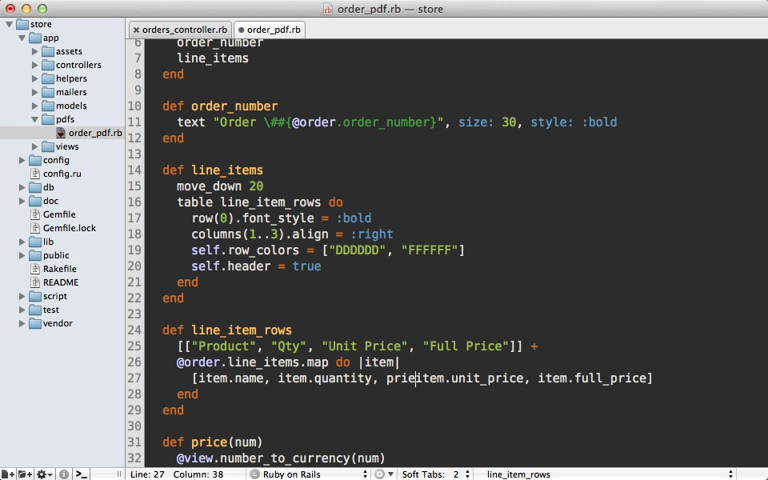 order_pdf.rb — store
store
app
assets
controllers
helpers
mailers
models
pdfs
order_pdf.rb
views
config
config.ru
db
doc
Gemfile
Gemfile.lock
lib
public
Rakefile
README
script
test
vendor
orders_controller.rb
order_pdf.rb
6 order_number
7 line_items
8 end
9
10 def order_number
11 text "Order \##{@order.order_number}", size: 30, style: :bold
12 end
13
14 def line_items
15 move_down 20
16 table line_item_rows do
17 row(0).font_style = :bold
18 columns(1..3).align = :right
19 self.row_colors = ["DDDDDD", "FFFFFF"]
20 self.header = true
21 end
22 end
23
24 def line_item_rows
25 [["Product", "Qty", "Unit Price", "Full Price"]] +
26 @order.line_items.map do |item|
27 [item.name, item.quantity, prieitem.unit_price, item.full_price]
28 end
29 end
30
31 def price(num)
32 @view.number_to_currency(num)
Line: 27 Column: 38 Ruby on Rails Soft Tabs: 2 line_item_rows